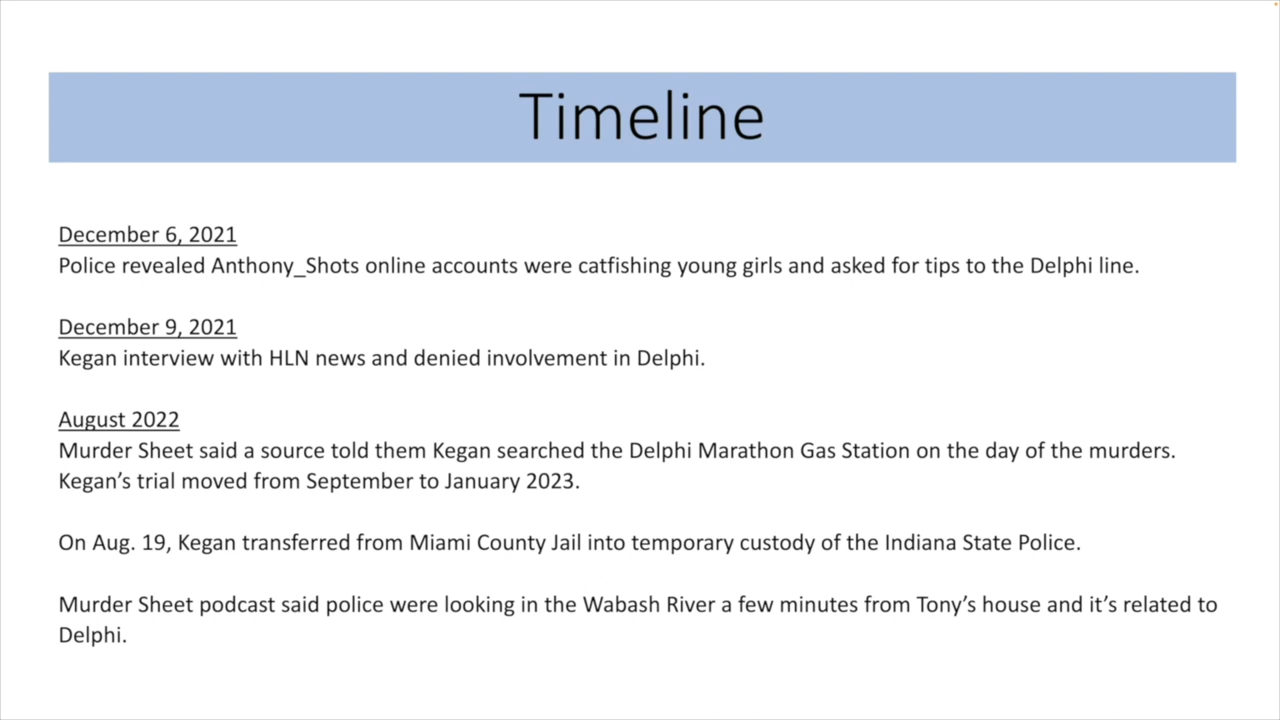 Timeline
December 6, 2021
Police revealed Anthony_Shots online accounts were catfishing young girls and asked for tips to the Delphi line.
December 9, 2021
Kegan interview with HLN news and denied involvement in Delphi.
August 2022
Murder Sheet said a source told them Kegan searched the Delphi Marathon Gas Station on the day of the murders.
Kegan’s trial moved from September to January 2023.
On Aug. 19, Kegan transferred from Miami County Jail into temporary custody of the Indiana State Police.
Murder Sheet podcast said police were looking in the Wabash River a few minutes from Tony’s house and it’s related to
Delphi.